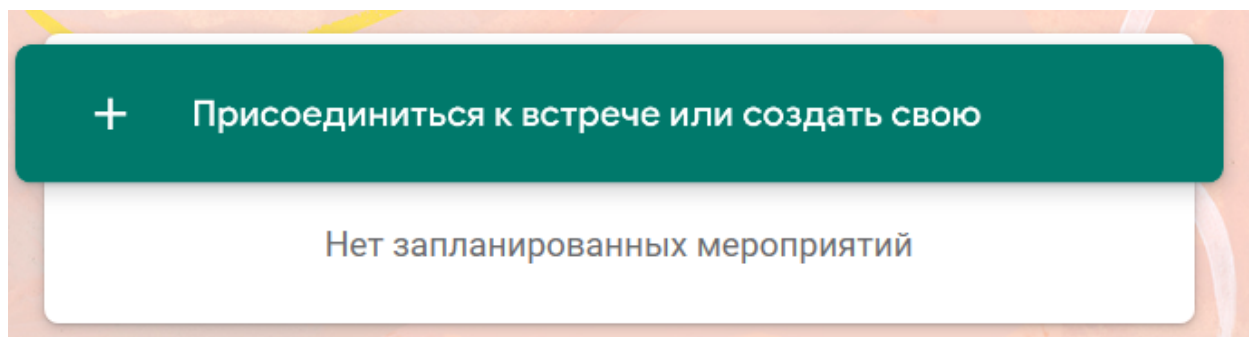 + Присоединиться к встрече или создать свою
Нет запланированных мероприятий